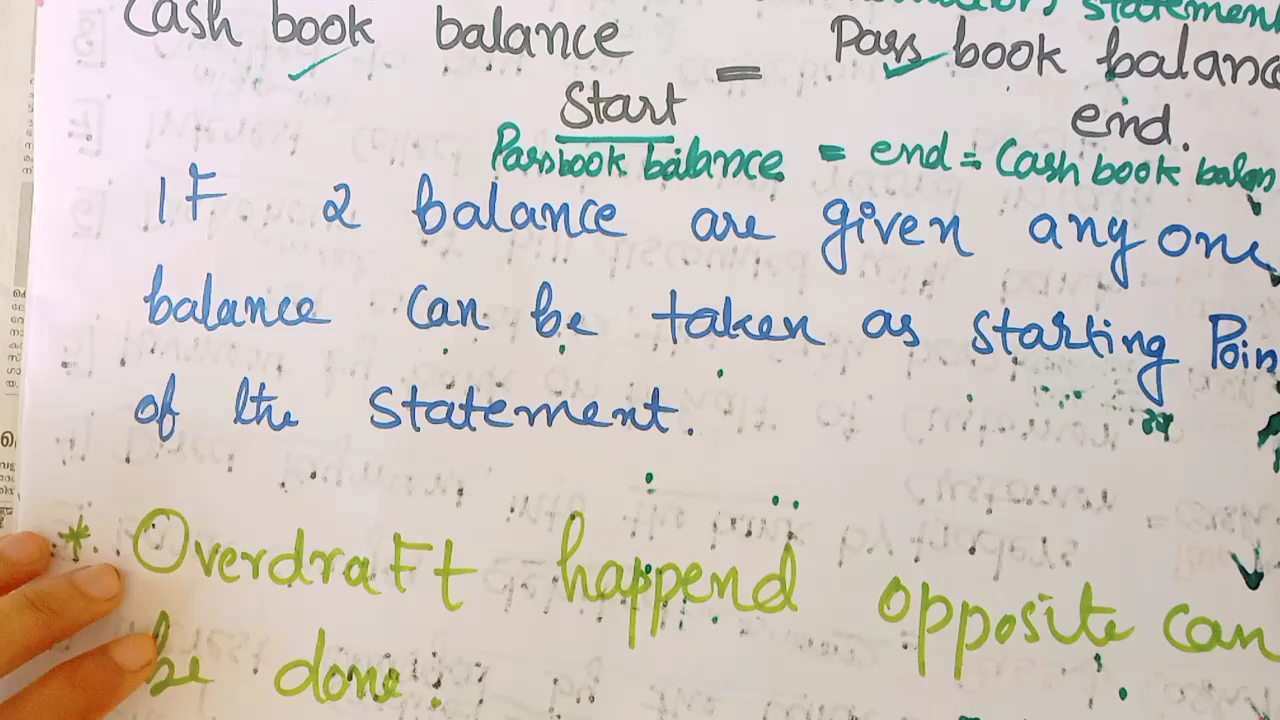 statement
Cash book balance = Pass book balanc
Start end.
Passbook balance = end = Cash book balan
IF 2 balance are given any one
balance can be taken as starting Poin
of the statement.
*. Overdraft happend opposite can
be done.